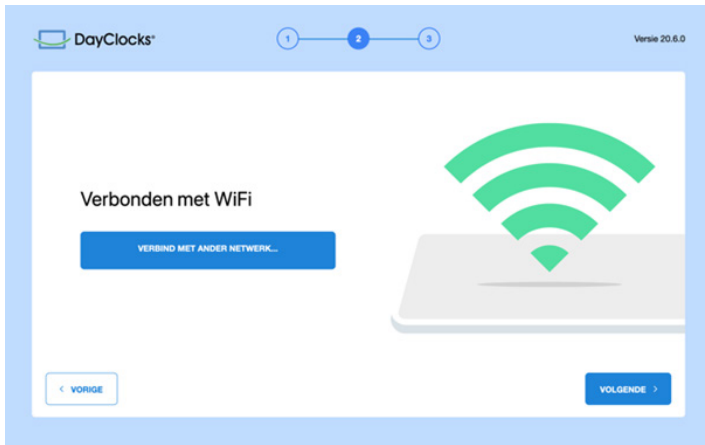 DayClocks®
1 2 3
Versie 20.6.0
Verbonden met WiFi
VERBIND MET ANDER NETWERK...
< VORIGE
VOLGENDE >